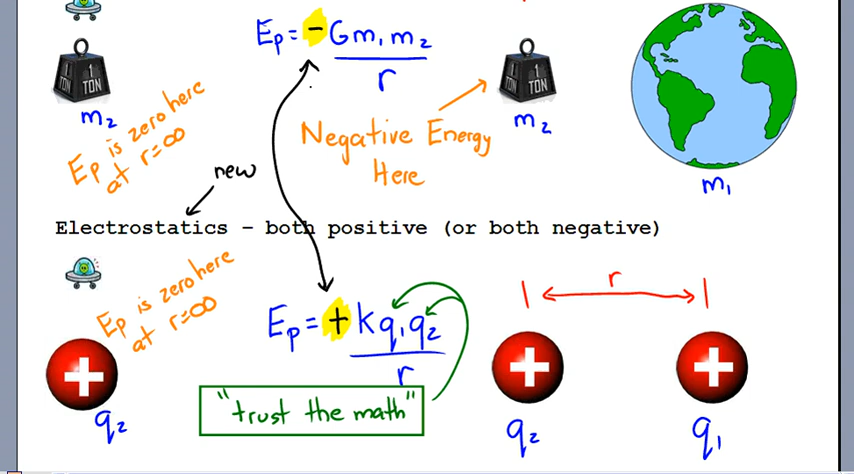 Ep = - Gm₁m₂
r
1 TON
1 TON
m₂
m₂
Ep is zero here
at r=∞
Negative Energy
Here
m₁
new
Electrostatics – both positive (or both negative)
Ep is zero here
at r=∞
r
Ep = + kq₁q₂
r
"trust the math"
q₂
q₂
q₁